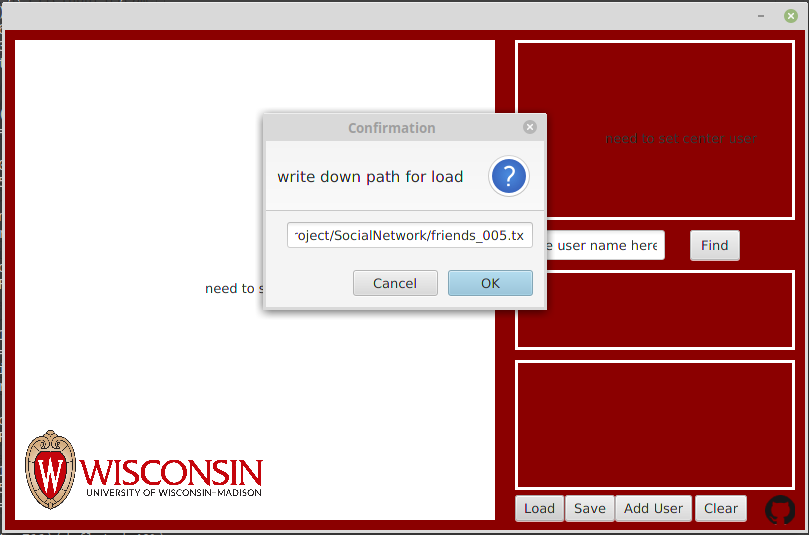 Confirmation
write down path for load
?
roject/SocialNetwork/friends_005.tx
Cancel
OK
need to s
need to set center user
e user name here
Find
W
WISCONSIN
UNIVERSITY OF WISCONSIN–MADISON
Load
Save
Add User
Clear